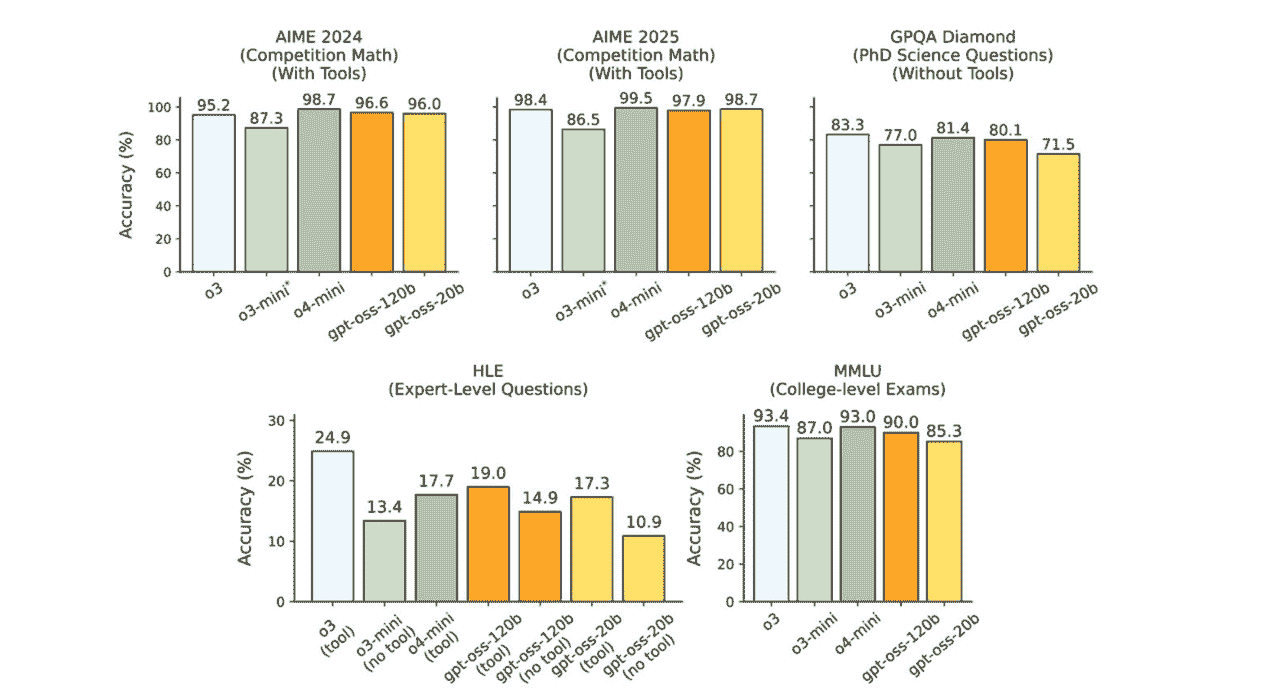 AIME 2024
(Competition Math)
(With Tools)
AIME 2025
(Competition Math)
(With Tools)
GPQA Diamond
(PhD Science Questions)
(Without Tools)
Accuracy (%)
100
80
60
40
20
0
95.2
87.3
98.7
96.6
96.0
o3
o3-mini*
o4-mini
gpt-oss-120b
gpt-oss-20b
98.4
86.5
99.5
97.9
98.7
o3
o3-mini*
o4-mini
gpt-oss-120b
gpt-oss-20b
83.3
77.0
81.4
80.1
71.5
o3
o3-mini
o4-mini
gpt-oss-120b
gpt-oss-20b
HLE
(Expert-Level Questions)
Accuracy (%)
30
20
10
0
24.9
13.4
17.7
19.0
14.9
17.3
10.9
o3
(tool)
o3-mini
(no tool)
o4-mini
(tool)
gpt-oss-120b
(tool)
gpt-oss-120b
(no tool)
gpt-oss-20b
(tool)
gpt-oss-20b
(no tool)
MMLU
(College-level Exams)
Accuracy (%)
80
60
40
20
0
93.4
87.0
93.0
90.0
85.3
o3
o3-mini
o4-mini
gpt-oss-120b
gpt-oss-20b